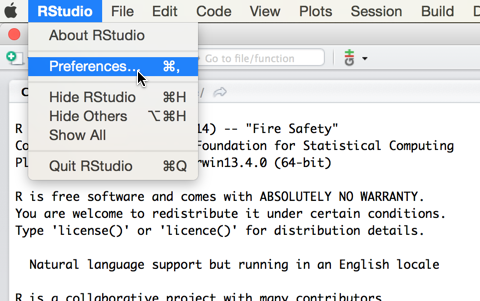 RStudio File Edit Code View Plots Session Build
About RStudio
Preferences... ⌘,
Go to file/function
Hide RStudio ⌘H
Hide Others ⌥⌘H
Show All
Quit RStudio ⌘Q
R 14) -- "Fire Safety"
Foundation for Statistical Computing
rwin13.4.0 (64-bit)
R is free software and comes with ABSOLUTELY NO WARRANTY.
You are welcome to redistribute it under certain conditions.
Type 'license()' or 'licence()' for distribution details.
Natural language support but running in an English locale
R is a collaborative project with many contributors